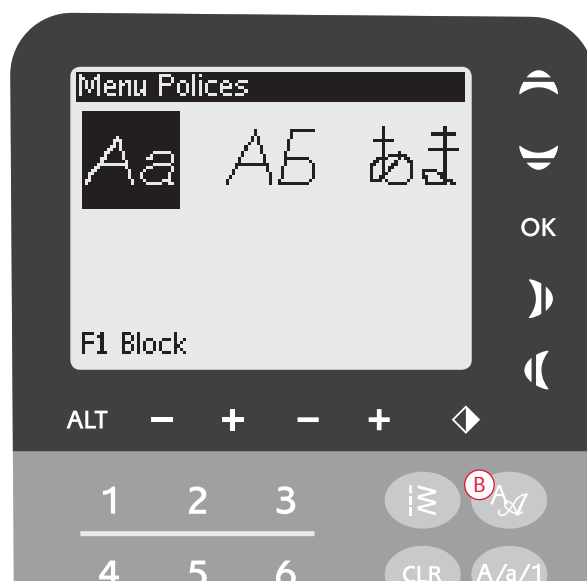 Menu Polices
Aa АБ あま
F1 Block
OK
ALT − + − +
1 2 3
B
A A
4 5 6
CLR A/a/1